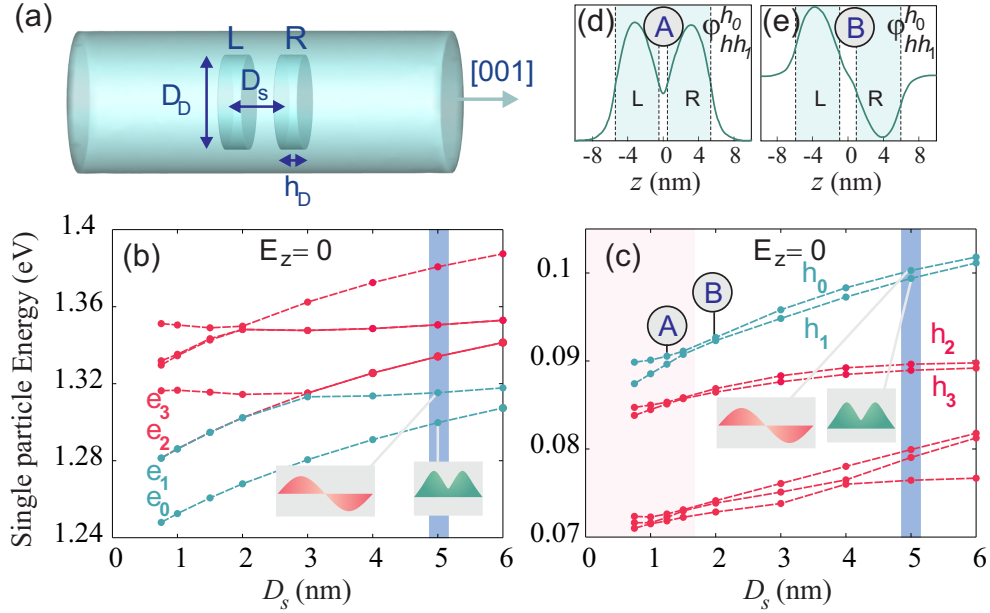 (a)
L R
D_s
D_D
h_D
[001]
(d) A φ^{h_0}_{hh_1}
L R
-8 -4 0 4 8
z (nm)
(e) B φ^{h_0}_{hh_1}
L R
-8 -4 0 4 8
z (nm)
(b) E_z= 0
Single particle Energy (eV)
1.4
1.36
1.32
1.28
1.24
e_3
e_2
e_1
e_0
0 1 2 3 4 5 6
D_s (nm)
(c) E_z= 0
0.1
0.09
0.08
0.07
A
B
h_0
h_1
h_2
h_3
0 1 2 3 4 5 6
D_s (nm)